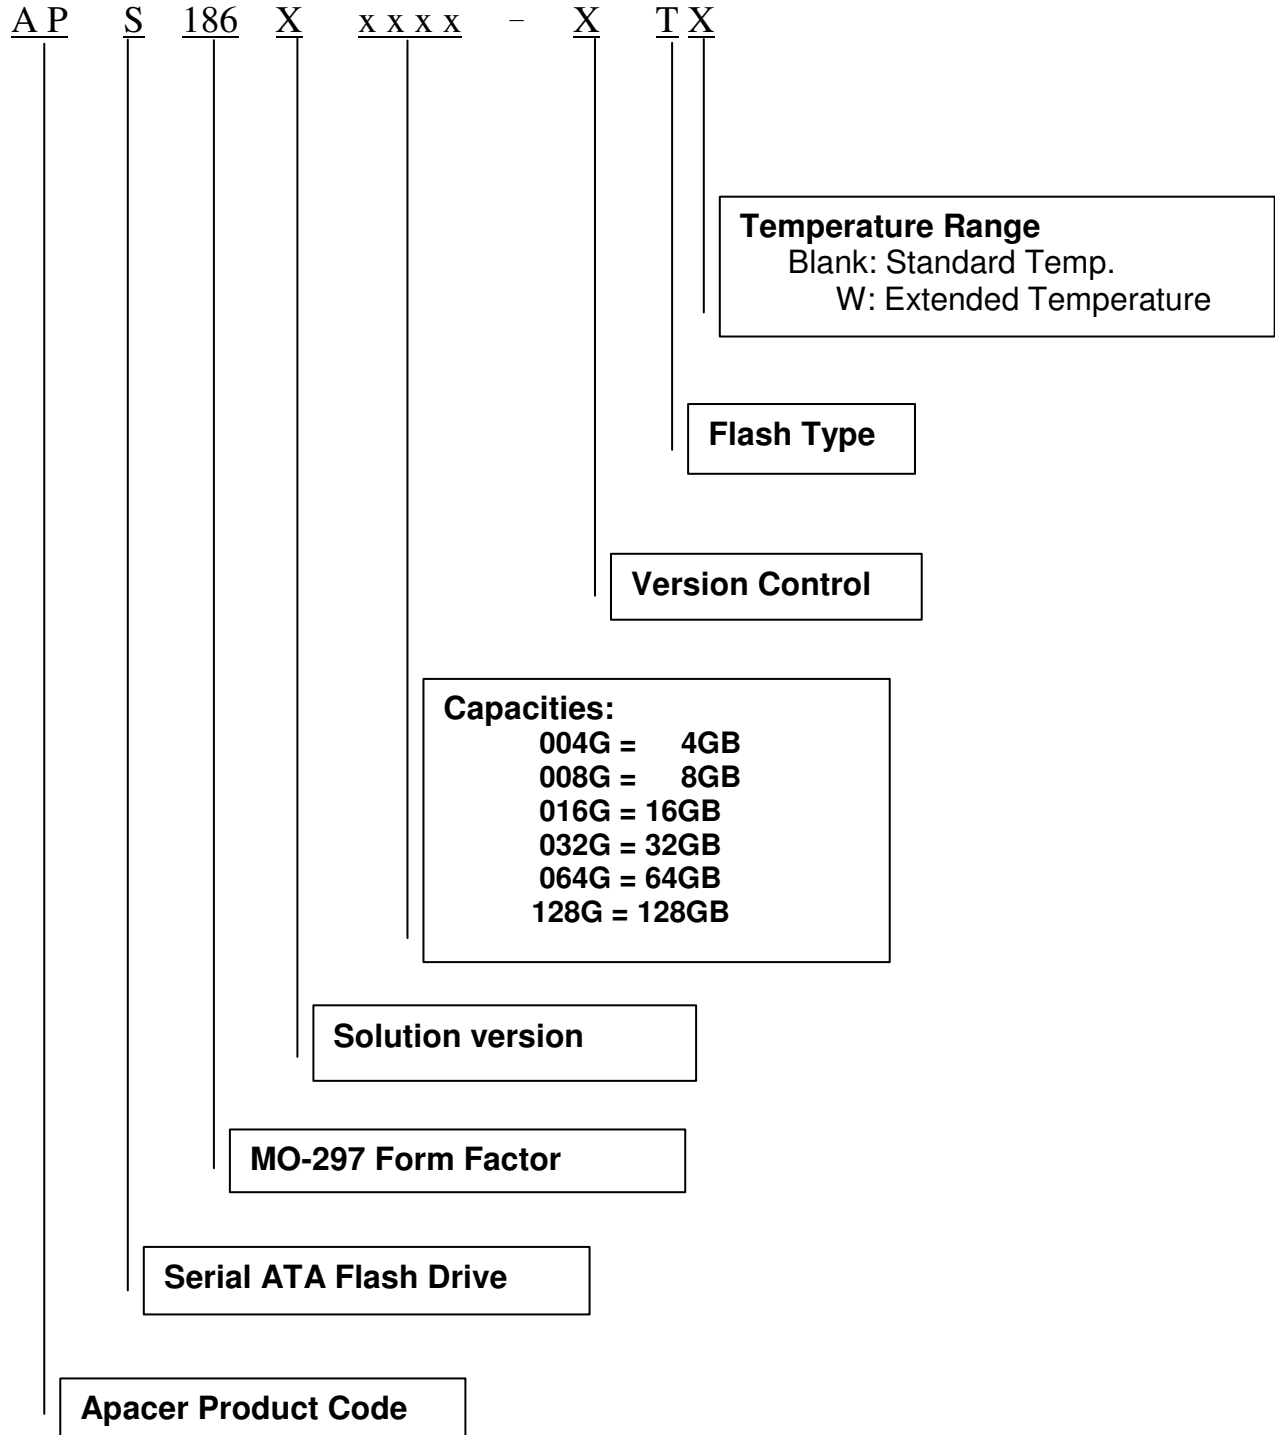 A P S 186 X x x x x – X T X
Temperature Range
Blank: Standard Temp.
W: Extended Temperature
Flash Type
Version Control
Capacities:
004G = 4GB
008G = 8GB
016G = 16GB
032G = 32GB
064G = 64GB
128G = 128GB
Solution version
MO-297 Form Factor
Serial ATA Flash Drive
Apacer Product Code